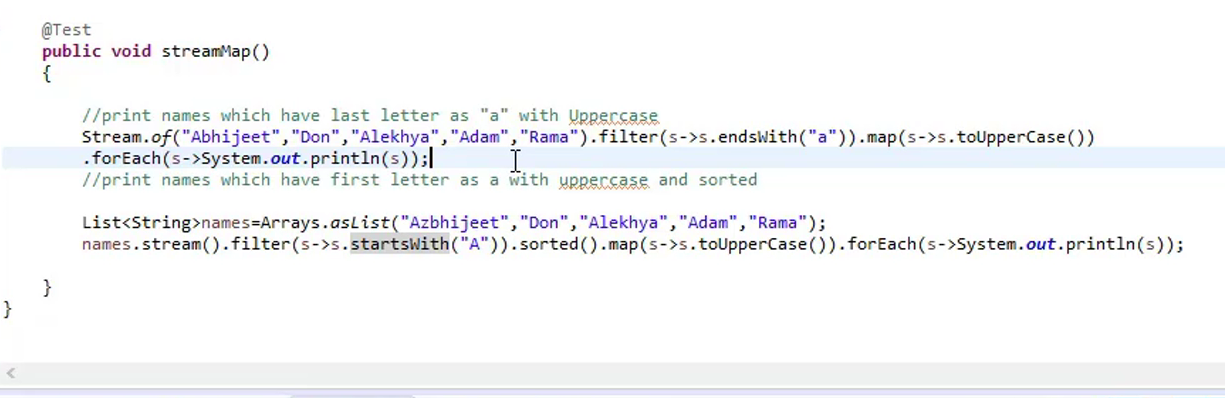 @Test
public void streamMap()
{
//print names which have last letter as "a" with Uppercase
Stream.of("Abhijeet","Don","Alekhya","Adam","Rama").filter(s->s.endsWith("a")).map(s->s.toUpperCase())
.forEach(s->System.out.println(s));
//print names which have first letter as a with uppercase and sorted
List<String>names=Arrays.asList("Azbhijeet","Don","Alekhya","Adam","Rama");
names.stream().filter(s->s.startsWith("A")).sorted().map(s->s.toUpperCase()).forEach(s->System.out.println(s));
}
}